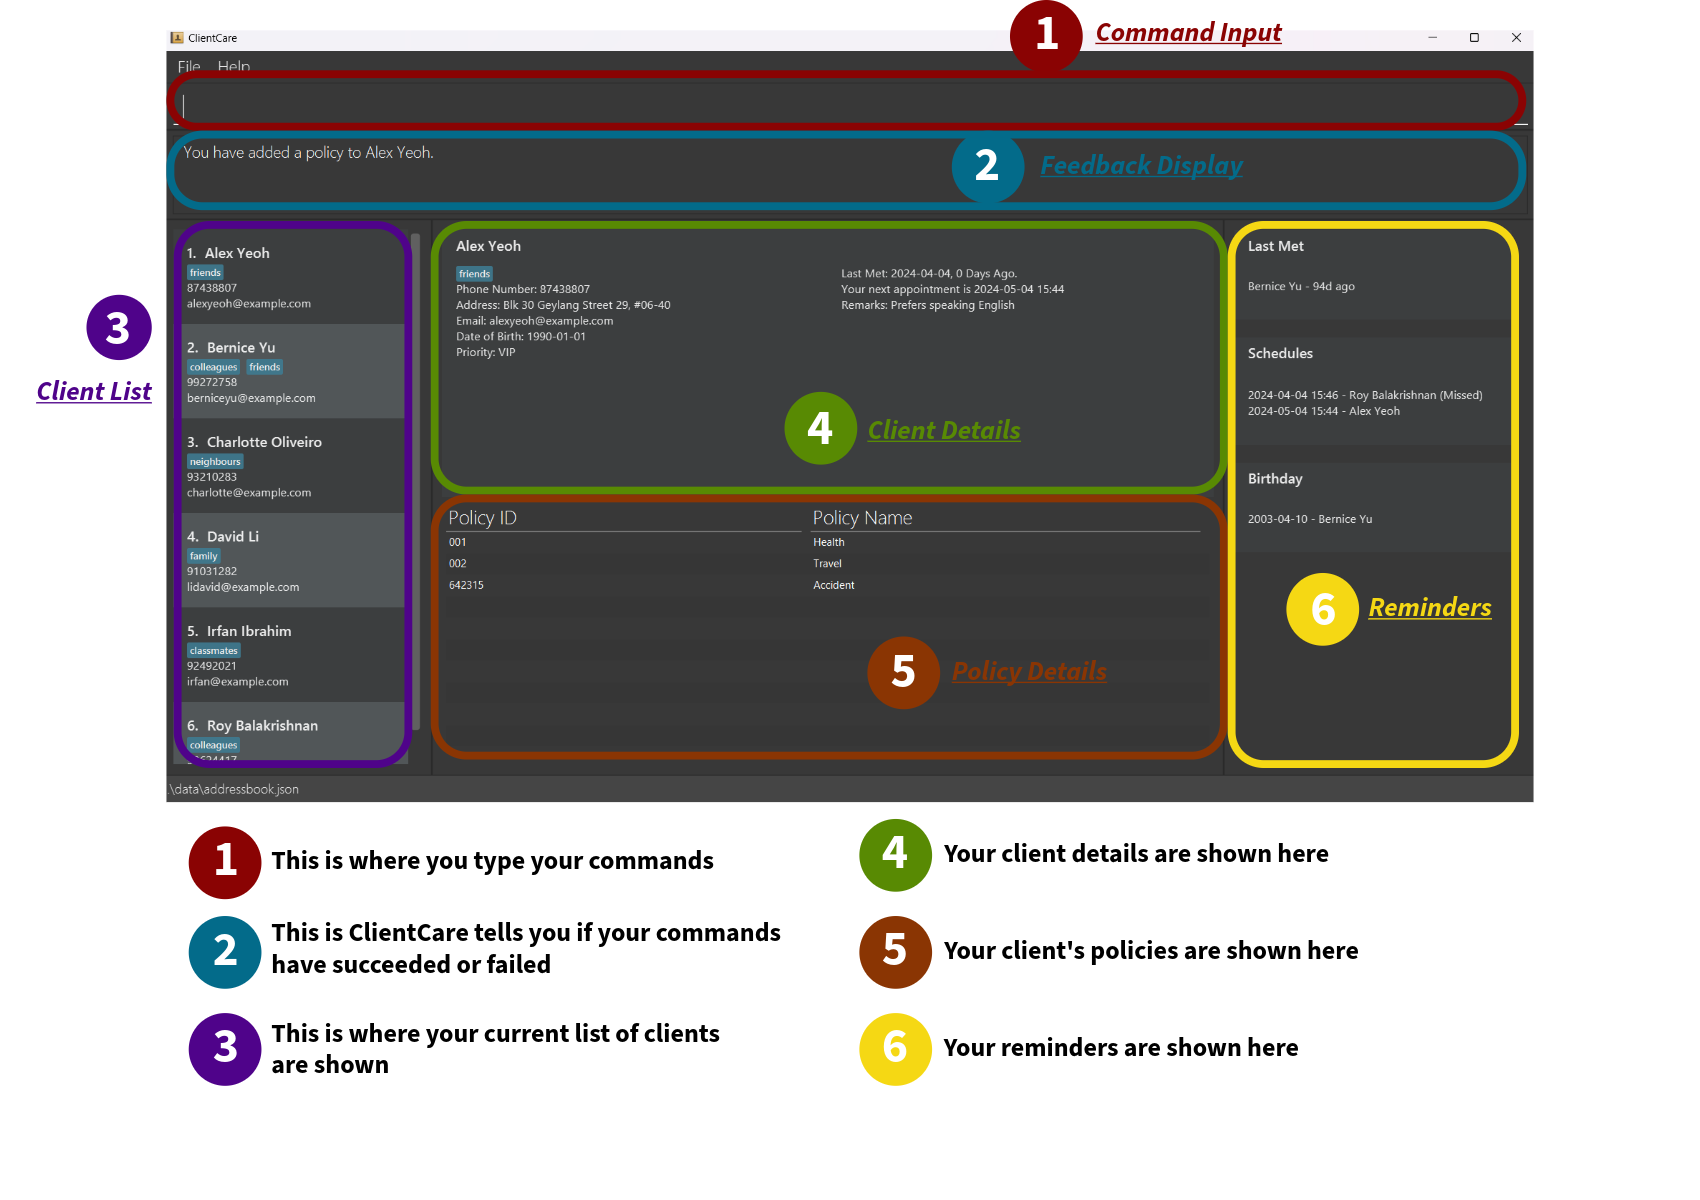 1 Command Input
ClientCare
File Help
You have added a policy to Alex Yeoh.
2 Feedback Display
3
Client List
1. Alex Yeoh
friends
87438807
alexyeoh@example.com
2. Bernice Yu
colleagues friends
99272758
berniceyu@example.com
3. Charlotte Oliveiro
neighbours
93210283
charlotte@example.com
4. David Li
family
91031282
lidavid@example.com
5. Irfan Ibrahim
classmates
92492021
irfan@example.com
6. Roy Balakrishnan
colleagues
Alex Yeoh
friends
Phone Number: 87438807
Address: Blk 30 Geylang Street 29, #06-40
Email: alexyeoh@example.com
Date of Birth: 1990-01-01
Priority: VIP
Last Met: 2024-04-04, 0 Days Ago.
Your next appointment is 2024-05-04 15:44
Remarks: Prefers speaking English
4 Client Details
Policy ID Policy Name
001 Health
002 Travel
642315 Accident
5 Policy Details
Last Met
Bernice Yu - 94d ago
Schedules
2024-04-04 15:46 - Roy Balakrishnan (Missed)
2024-05-04 15:44 - Alex Yeoh
Birthday
2003-04-10 - Bernice Yu
6 Reminders
.\data\addressbook.json
1 This is where you type your commands
2 This is ClientCare tells you if your commands
have succeeded or failed
3 This is where your current list of clients
are shown
4 Your client details are shown here
5 Your client's policies are shown here
6 Your reminders are shown here